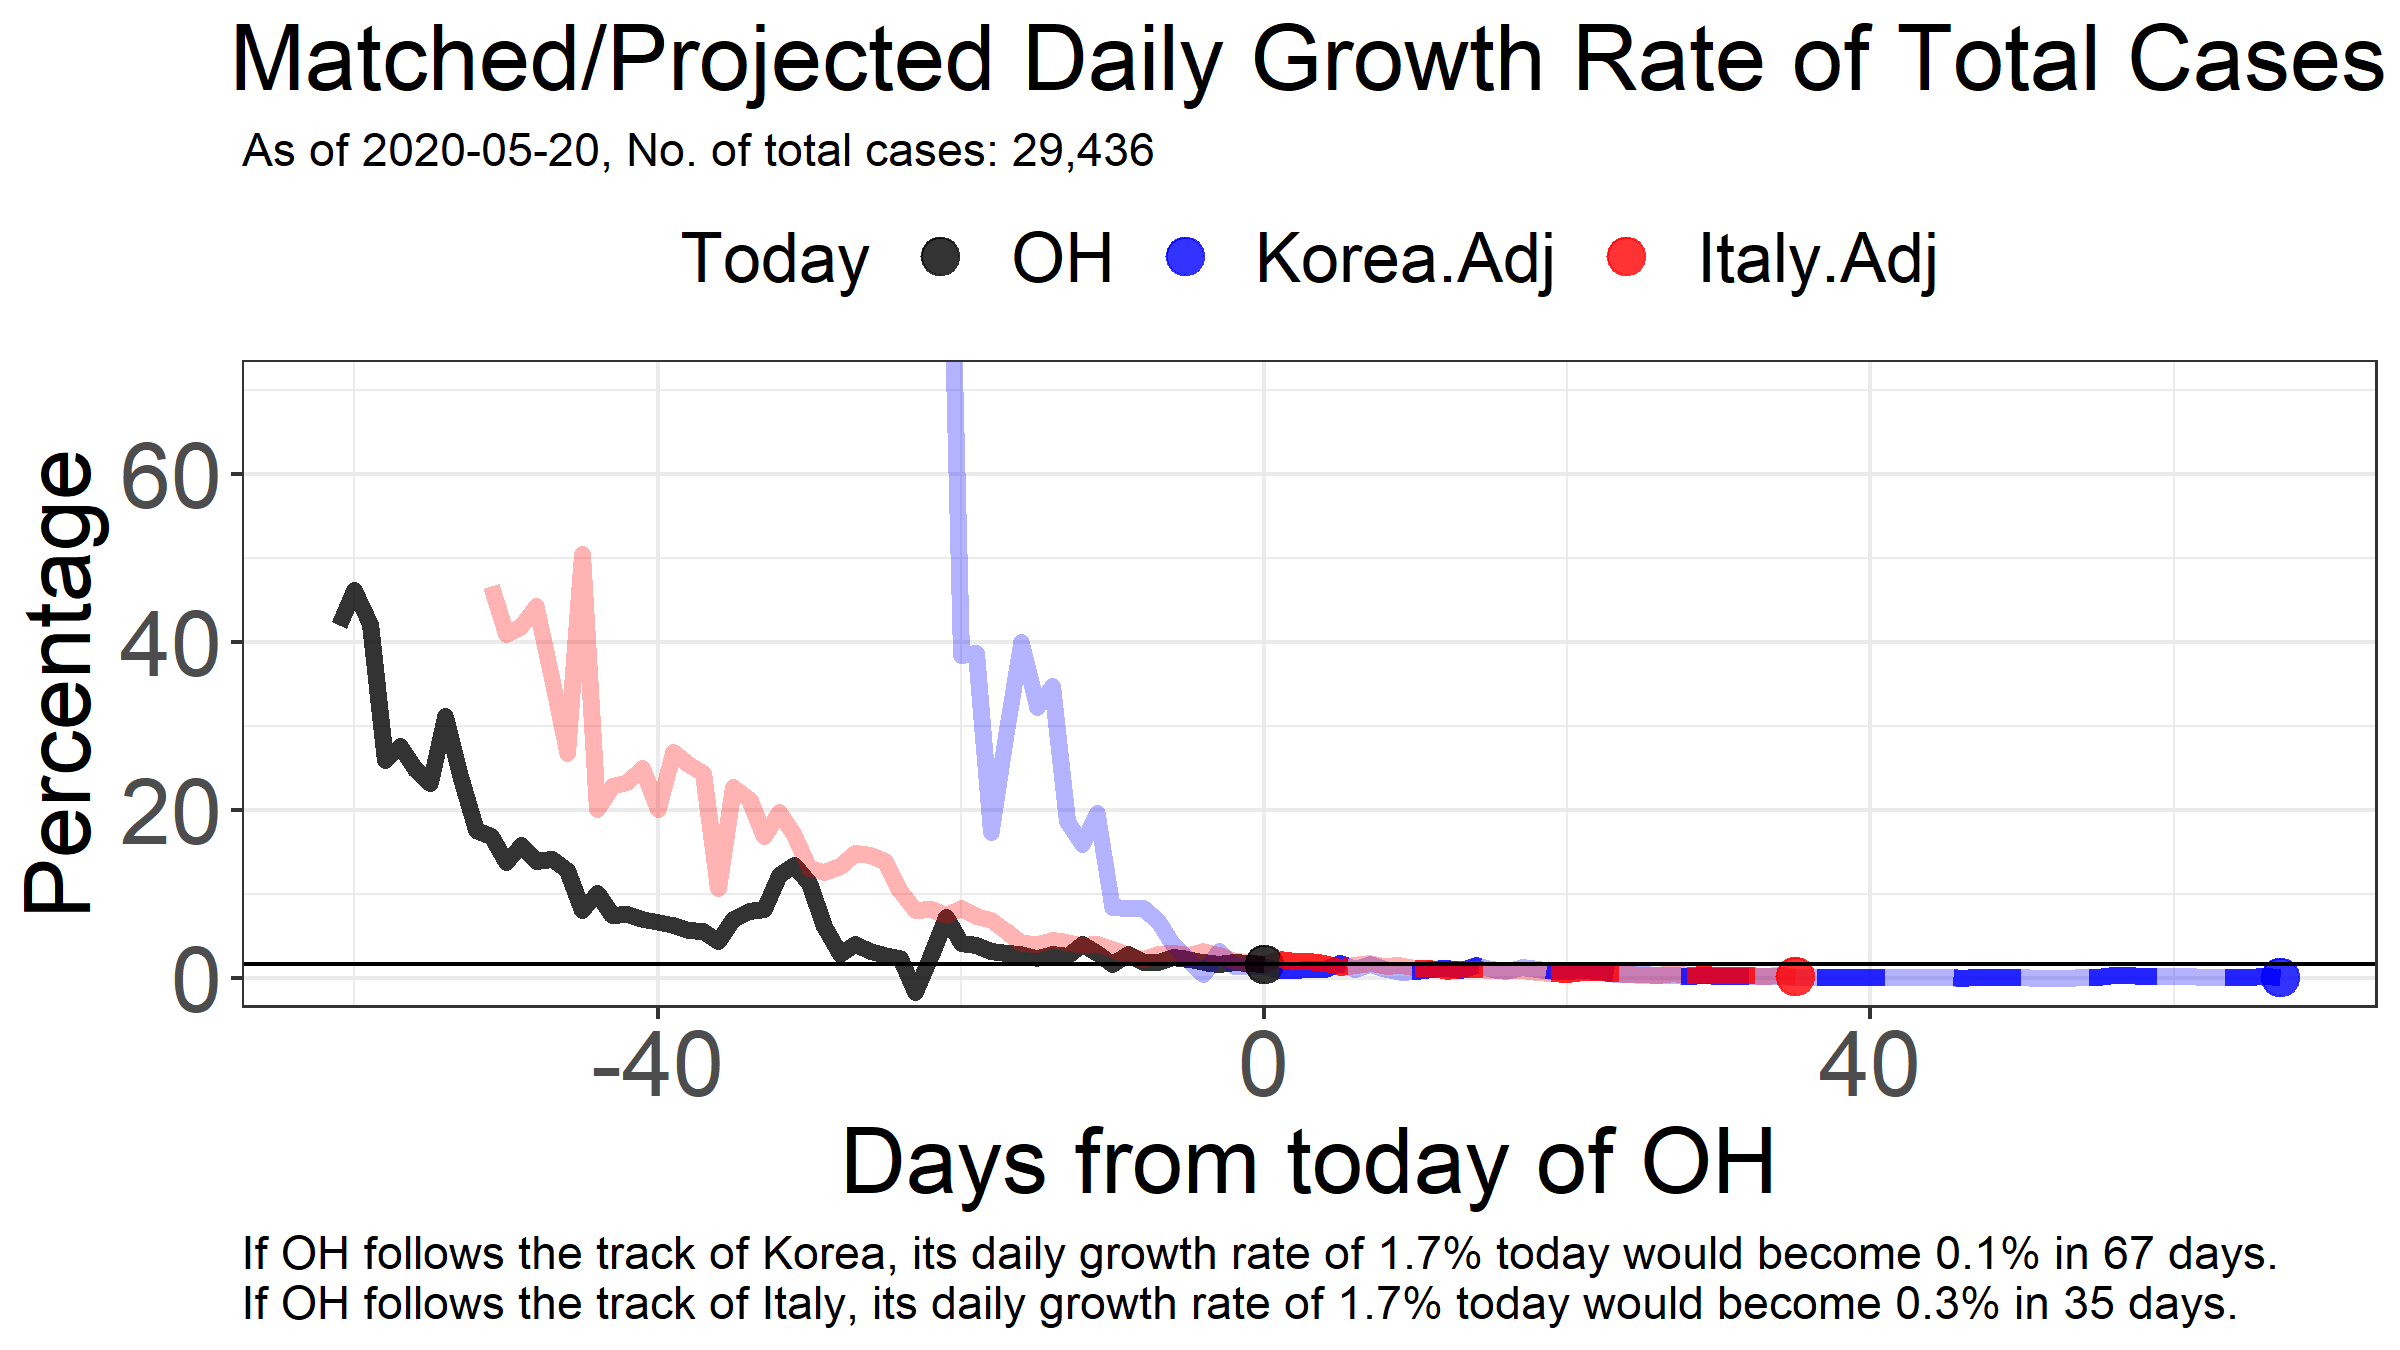 Matched/Projected Daily Growth Rate of Total Cases
As of 2020-05-20, No. of total cases: 29,436
Today OH Korea.Adj Italy.Adj
Percentage
60
40
20
0
-40 0 40
Days from today of OH
If OH follows the track of Korea, its daily growth rate of 1.7% today would become 0.1% in 67 days.
If OH follows the track of Italy, its daily growth rate of 1.7% today would become 0.3% in 35 days.